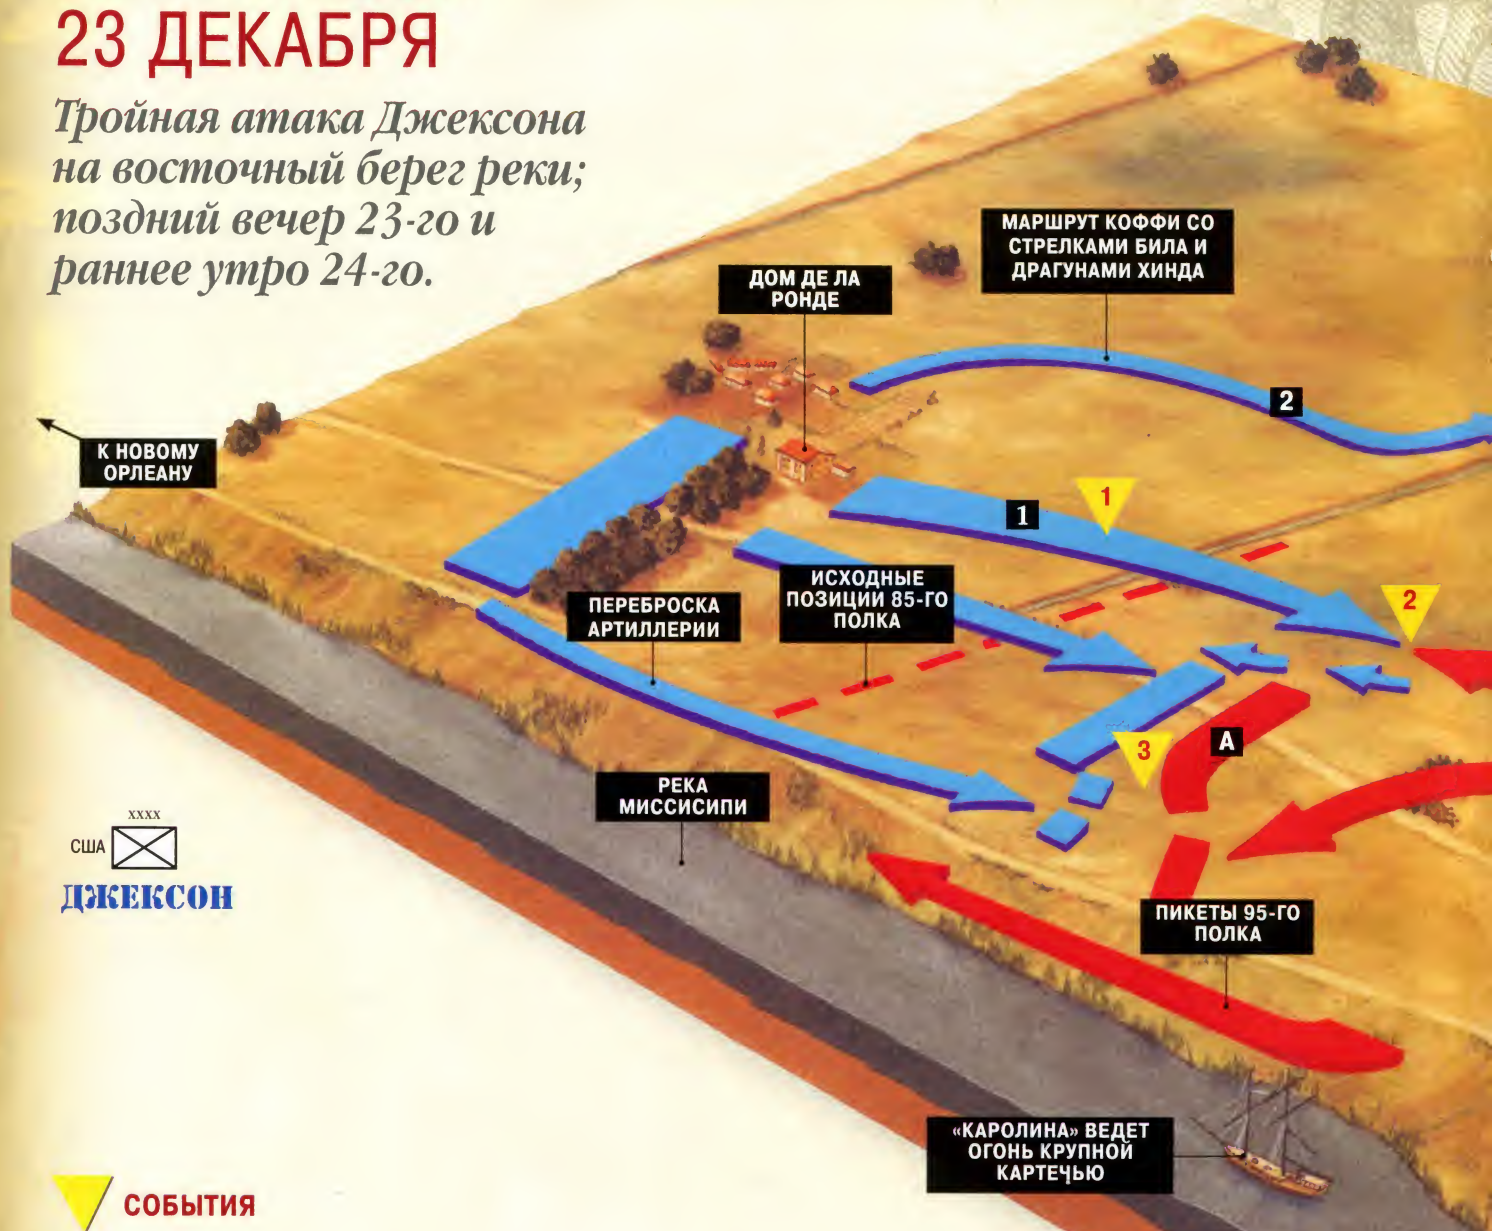 23 ДЕКАБРЯ
Тройная атака Джексона
на восточный берег реки;
поздний вечер 23-го и
раннее утро 24-го.
МАРШРУТ КОФФИ СО
СТРЕЛКАМИ БИЛА И
ДРАГУНАМИ ХИНДА
ДОМ ДЕ ЛА
РОНДЕ
2
К НОВОМУ
ОРЛЕАНУ
1
1
ИСХОДНЫЕ
ПОЗИЦИИ 85-ГО
ПОЛКА
2
ПЕРЕБРОСКА
АРТИЛЛЕРИИ
3
А
РЕКА
МИССИСИПИ
XXXX
США
ДЖЕКСОН
ПИКЕТЫ 95-ГО
ПОЛКА
«КАРОЛИНА» ВЕДЕТ
ОГОНЬ КРУПНОЙ
КАРТЕЧЬЮ
СОБЫТИЯ